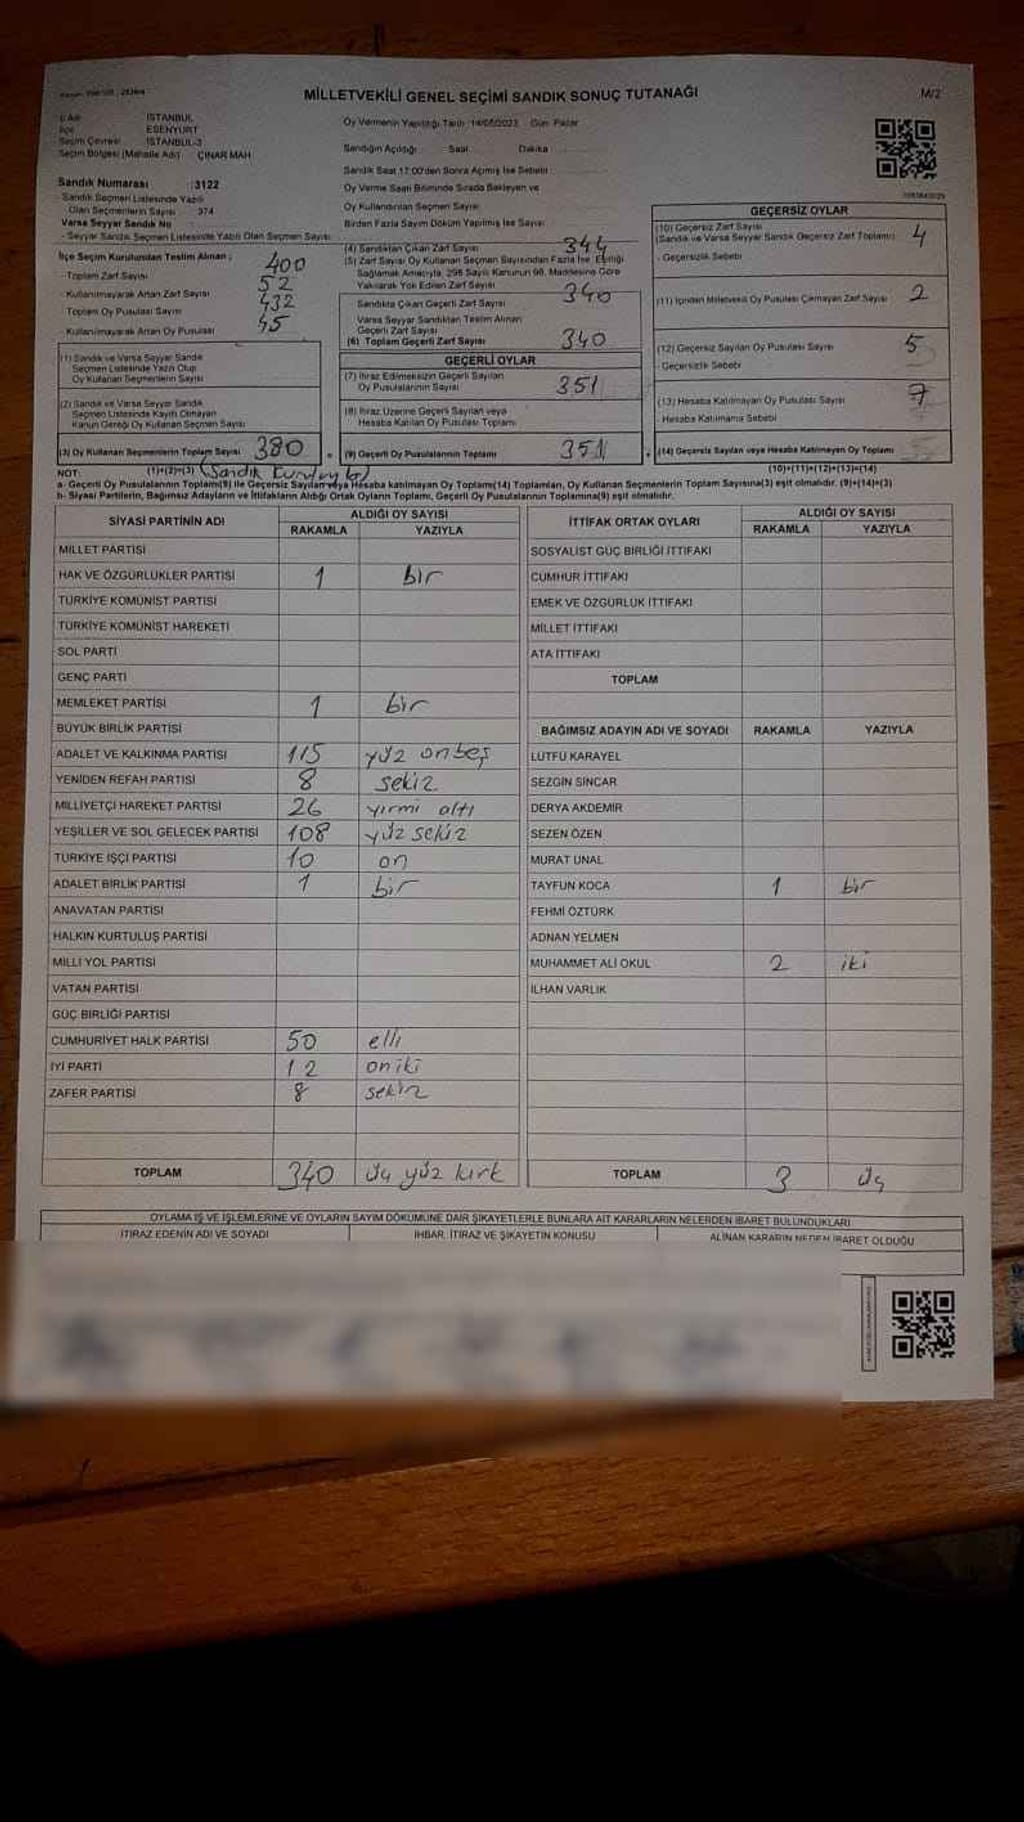 MİLLETVEKİLİ GENEL SEÇİMİ SANDIK SONUÇ TUTANAĞI
M/2
İSTANBUL
ESENYURT
Seçim Çevresi : İSTANBUL-3
Seçim Bölgesi (Mahalle Adı) : ÇINAR MAH
Sandık Numarası : 3122
Sandık Seçmen Listesinde Yazılı
Olan Seçmenlerin Sayısı : 374
Varsa Seyyar Sandık No
- Seyyar Sandık Seçmen Listesinde Yazılı Olan Seçmen Sayısı
İlçe Seçim Kurulundan Teslim Alınan ;
- Toplam Zarf Sayısı 400
- Kullanılmayarak Artan Zarf Sayısı 52
- Toplam Oy Pusulası Sayısı 432
- Kullanılmayarak Artan Oy Pusulası 45
(1) Sandık ve Varsa Seyyar Sandık
Seçmen Listesinde Yazılı Olup
Oy Kullanan Seçmenlerin Sayısı
(2) Sandık ve Varsa Seyyar Sandık
Seçmen Listesinde Kayıtlı Olmayan
Kanun Gereği Oy Kullanan Seçmen Sayısı
(3) Oy Kullanan Seçmenlerin Toplam Sayısı 380
(1)+(2)=(3)
Oy Vermenin Yapıldığı Tarih : 14/05/2023 Gün: Pazar
Sandığın Açıldığı Saat Dakika
Sandık Saat 17:00'den Sonra Açılmış İse Sebebi
Oy Verme Saati Bitiminde Sırada Bekleyen ve
Oy Kullandırılan Seçmen Sayısı
Birden Fazla Sayım Döküm Yapılmış İse Sayısı
(4) Sandıktan Çıkan Zarf Sayısı 344
(5) Zarf Sayısı Oy Kullanan Seçmen Sayısından Fazla İse, Eşitliği
Sağlamak Amacıyla, 298 Sayılı Kanunun 98. Maddesine Göre
Yakılarak Yok Edilen Zarf Sayısı
Sandıkta Çıkan Geçerli Zarf Sayısı 340
Varsa Seyyar Sandıktan Teslim Alınan
Geçerli Zarf Sayısı
(6) Toplam Geçerli Zarf Sayısı 340
GEÇERLİ OYLAR
(7) İtiraz Edilmeksizin Geçerli Sayılan
Oy Pusulalarının Sayısı 351
(8) İtiraz Üzerine Geçerli Sayılan veya
Hesaba Katılan Oy Pusulası Toplamı
(9) Geçerli Oy Pusulalarının Toplamı 351
GEÇERSİZ OYLAR
(10) Geçersiz Zarf Sayısı
(Sandık ve Varsa Seyyar Sandık Geçersiz Zarf Toplamı) 4
- Geçersizlik Sebebi
(11) İçinden Milletvekili Oy Pusulası Çıkmayan Zarf Sayısı 2
(12) Geçersiz Sayılan Oy Pusulası Sayısı 5
- Geçersizlik Sebebi
(13) Hesaba Katılmayan Oy Pusulası Sayısı 7
- Hesaba Katılmama Sebebi
(14) Geçersiz Sayılan veya Hesaba Katılmayan Oy Toplamı
(10)+(11)+(12)+(13)=(14)
NOT:
a- Geçerli Oy Pusulalarının Toplamı(9) ile Geçersiz Sayılan veya Hesaba katılmayan Oy Toplamı(14) Toplamları, Oy Kullanan Seçmenlerin Toplam Sayısına(3) eşit olmalıdır. (9)+(14)=(3)
b- Siyasi Partilerin, Bağımsız Adayların ve İttifakların Aldığı Ortak Oyların Toplamı, Geçerli Oy Pusulalarının Toplamına(9) eşit olmalıdır.
SİYASİ PARTİNİN ADI ALDIĞI OY SAYISI
RAKAMLA YAZIYLA
MİLLET PARTİSİ
HAK VE ÖZGÜRLÜKLER PARTİSİ 1 bir
TÜRKİYE KOMÜNİST PARTİSİ
TÜRKİYE KOMÜNİST HAREKETİ
SOL PARTİ
GENÇ PARTİ
MEMLEKET PARTİSİ 1 bir
BÜYÜK BİRLİK PARTİSİ
ADALET VE KALKINMA PARTİSİ 115 yüz onbeş
YENİDEN REFAH PARTİSİ 8 sekiz
MİLLİYETÇİ HAREKET PARTİSİ 26 yirmi altı
YEŞİLLER VE SOL GELECEK PARTİSİ 108 yüz sekiz
TÜRKİYE İŞÇİ PARTİSİ 10 on
ADALET BİRLİK PARTİSİ 1 bir
ANAVATAN PARTİSİ
HALKIN KURTULUŞ PARTİSİ
MİLLİ YOL PARTİSİ
VATAN PARTİSİ
GÜÇ BİRLİĞİ PARTİSİ
CUMHURİYET HALK PARTİSİ 50 elli
İYİ PARTİ 12 oniki
ZAFER PARTİSİ 8 sekiz
TOPLAM 340 üç yüz kırk
İTTİFAK ORTAK OYLARI ALDIĞI OY SAYISI
RAKAMLA YAZIYLA
SOSYALİST GÜÇ BİRLİĞİ İTTİFAKI
CUMHUR İTTİFAKI
EMEK VE ÖZGÜRLÜK İTTİFAKI
MİLLET İTTİFAKI
ATA İTTİFAKI
TOPLAM
BAĞIMSIZ ADAYIN ADI VE SOYADI RAKAMLA YAZIYLA
LÜTFÜ KARAYEL
SEZGİN SİNCAR
DERYA AKDEMİR
SEZEN ÖZEN
MURAT ÜNAL
TAYFUN KOCA 1 bir
FEHMİ ÖZTÜRK
ADNAN YELMEN
MUHAMMET ALİ OKUL 2 iki
İLHAN VARLIK
TOPLAM 3 üç
OYLAMA İŞ VE İŞLEMLERİNE VE OYLARIN SAYIM DÖKÜMÜNE DAİR ŞİKAYETLERLE BUNLARA AİT KARARLARIN NELERDEN İBARET BULUNDUKLARI
İTİRAZ EDENİN ADI VE SOYADI İHBAR, İTİRAZ VE ŞİKAYETİN KONUSU ALINAN KARARIN NEDEN İBARET OLDUĞU